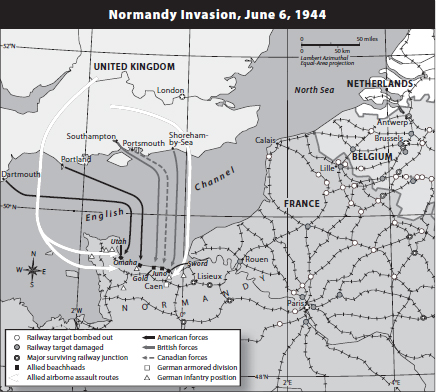 Normandy Invasion, June 6, 1944
52°N
0 50 miles
0 50 km
Lambert Azimuthal
Equal-Area projection
UNITED KINGDOM
London
North Sea
NETHERLANDS
Antwerp
Southampton
Portsmouth
Shoreham-
by-Sea
Calais
Brussels
BELGIUM
Lille
Portland
Dartmouth
Channel
English
50°N
FRANCE
Utah
Omaha
Gold
Juno
Sword
Caen
Lisieux
Rouen
N
W E
S
NORMANDY
Paris
2°W
0°
48°N
2°E
4°E
Railway target bombed out
Railway target damaged
Major surviving railway junction
Allied beachheads
Allied airborne assault routes
American forces
British forces
Canadian forces
German armored division
German infantry position